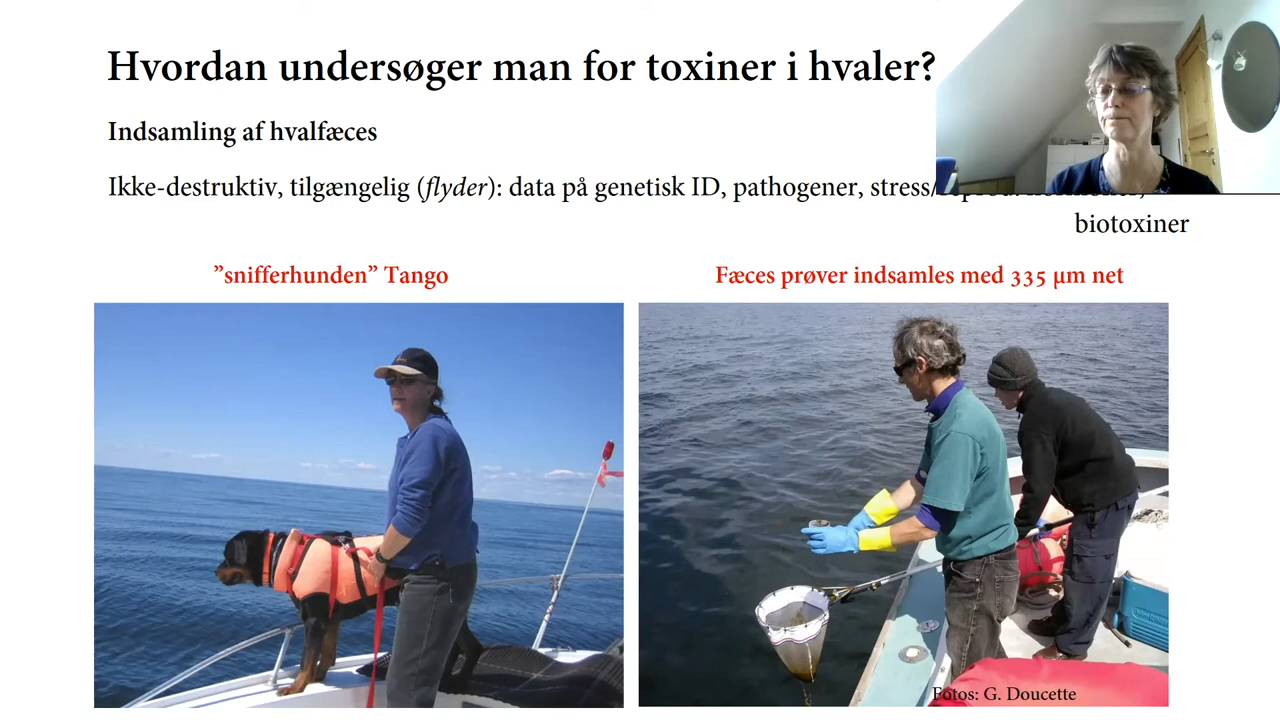 Hvordan undersøger man for toxiner i hvaler?
Indsamling af hvalfæces
Ikke-destruktiv, tilgængelig (flyder): data på genetisk ID, pathogener, stress/
biotoxiner
”snifferhunden” Tango
Fæces prøver indsamles med 335 µm net
Fotos: G. Doucette